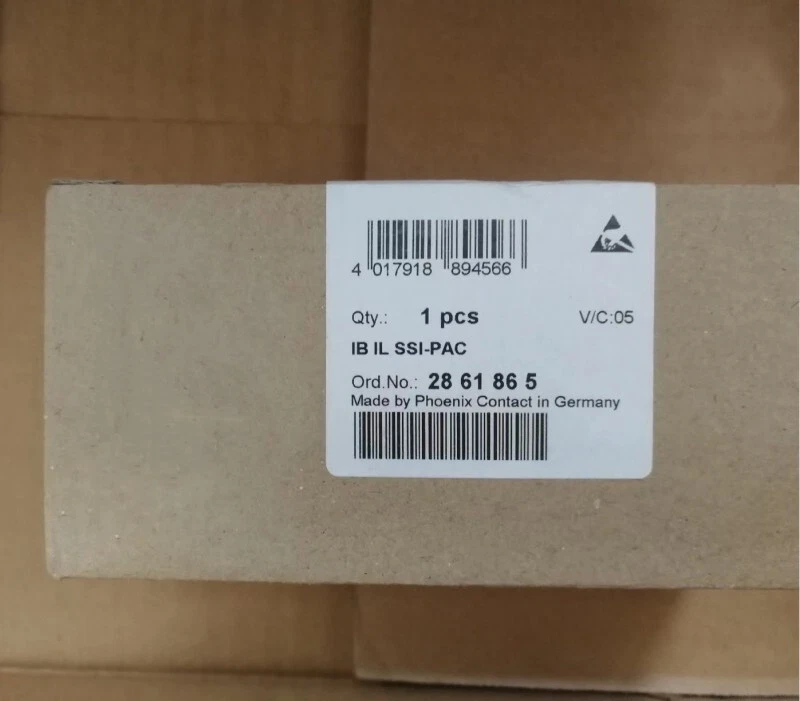 4 017918 894566
Qty.: 1 pcs V/C:05
IB IL SSI-PAC
Ord.No.: 28 61 86 5
Made by Phoenix Contact in Germany